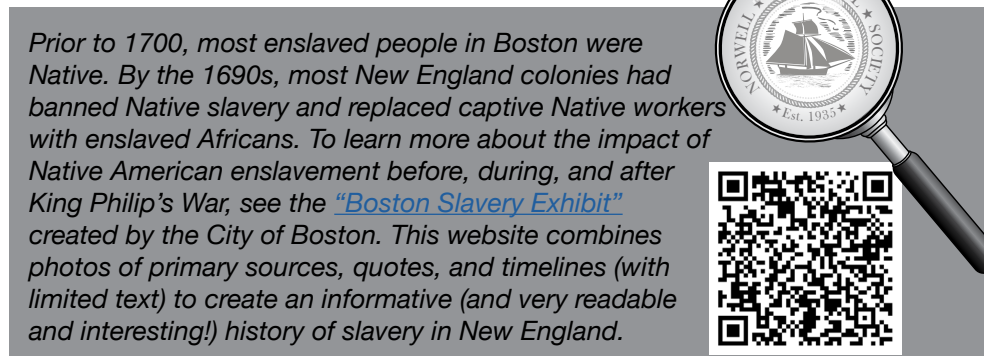 Prior to 1700, most enslaved people in Boston were
Native. By the 1690s, most New England colonies had
banned Native slavery and replaced captive Native workers
with enslaved Africans. To learn more about the impact of
Native American enslavement before, during, and after
King Philip’s War, see the “Boston Slavery Exhibit”
created by the City of Boston. This website combines
photos of primary sources, quotes, and timelines (with
limited text) to create an informative (and very readable
and interesting!) history of slavery in New England.
NORWELL
SOCIETY
Est. 1935